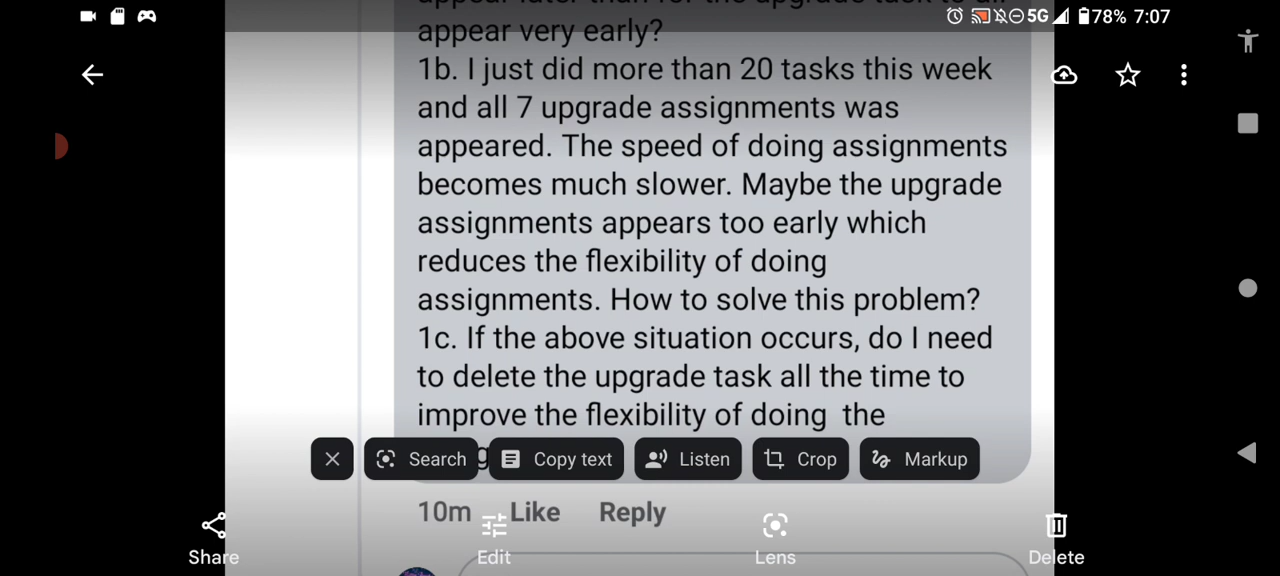 5G 78% 7:07
appear very early?
1b. I just did more than 20 tasks this week
and all 7 upgrade assignments was
appeared. The speed of doing assignments
becomes much slower. Maybe the upgrade
assignments appears too early which
reduces the flexibility of doing
assignments. How to solve this problem?
1c. If the above situation occurs, do I need
to delete the upgrade task all the time to
improve the flexibility of doing  the
Search Copy text Listen Crop Markup
10m Like Reply
Share Edit Lens Delete